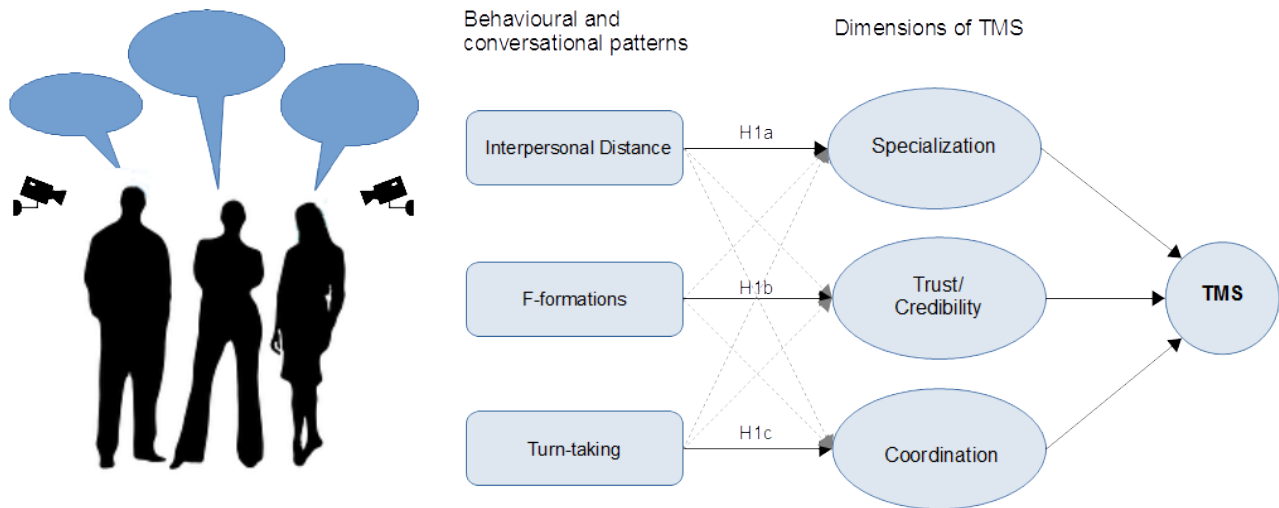 Behavioural and
conversational patterns
Dimensions of TMS
Interpersonal Distance
H1a
Specialization
F-formations
H1b
Trust/
Credibility
TMS
Turn-taking
H1c
Coordination